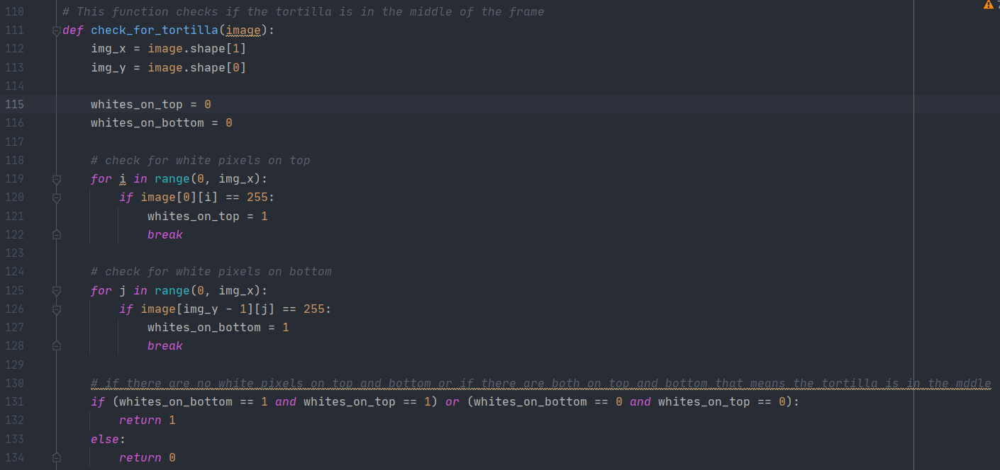 110 # This function checks if the tortilla is in the middle of the frame
111 def check_for_tortilla(image):
112     img_x = image.shape[1]
113     img_y = image.shape[0]
114
115     whites_on_top = 0
116     whites_on_bottom = 0
117
118     # check for white pixels on top
119     for i in range(0, img_x):
120         if image[0][i] == 255:
121             whites_on_top = 1
122             break
123
124     # check for white pixels on bottom
125     for j in range(0, img_x):
126         if image[img_y - 1][j] == 255:
127             whites_on_bottom = 1
128             break
129
130     # if there are no white pixels on top and bottom or if there are both on top and bottom that means the tortilla is in the mddle
131     if (whites_on_bottom == 1 and whites_on_top == 1) or (whites_on_bottom == 0 and whites_on_top == 0):
132         return 1
133     else:
134         return 0